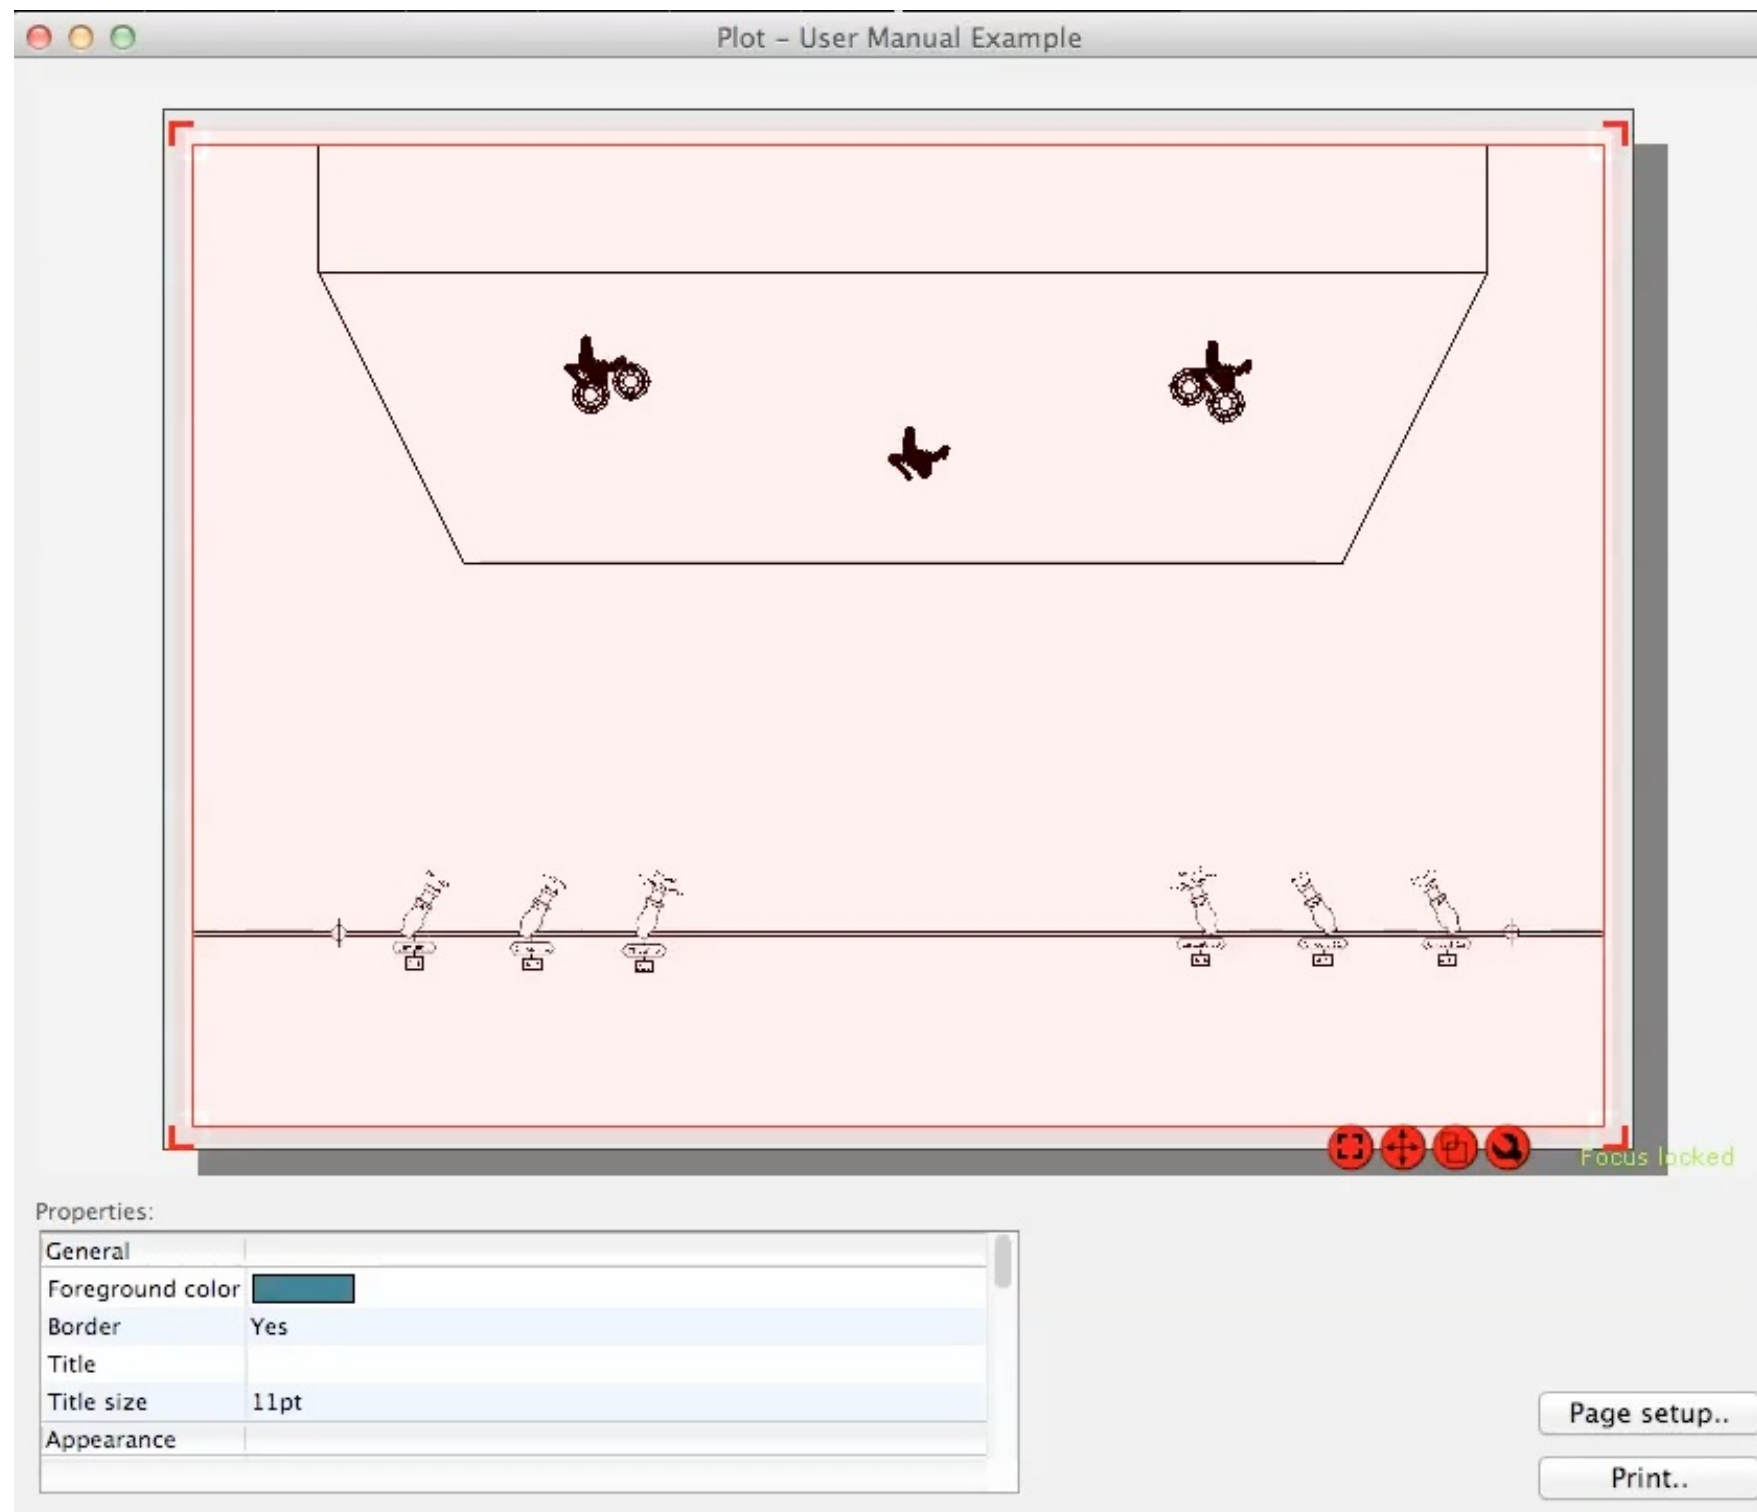 Plot – User Manual Example
Focus locked
Properties:
General
Foreground color
Border Yes
Title
Title size 11pt
Appearance
Page setup..
Print..